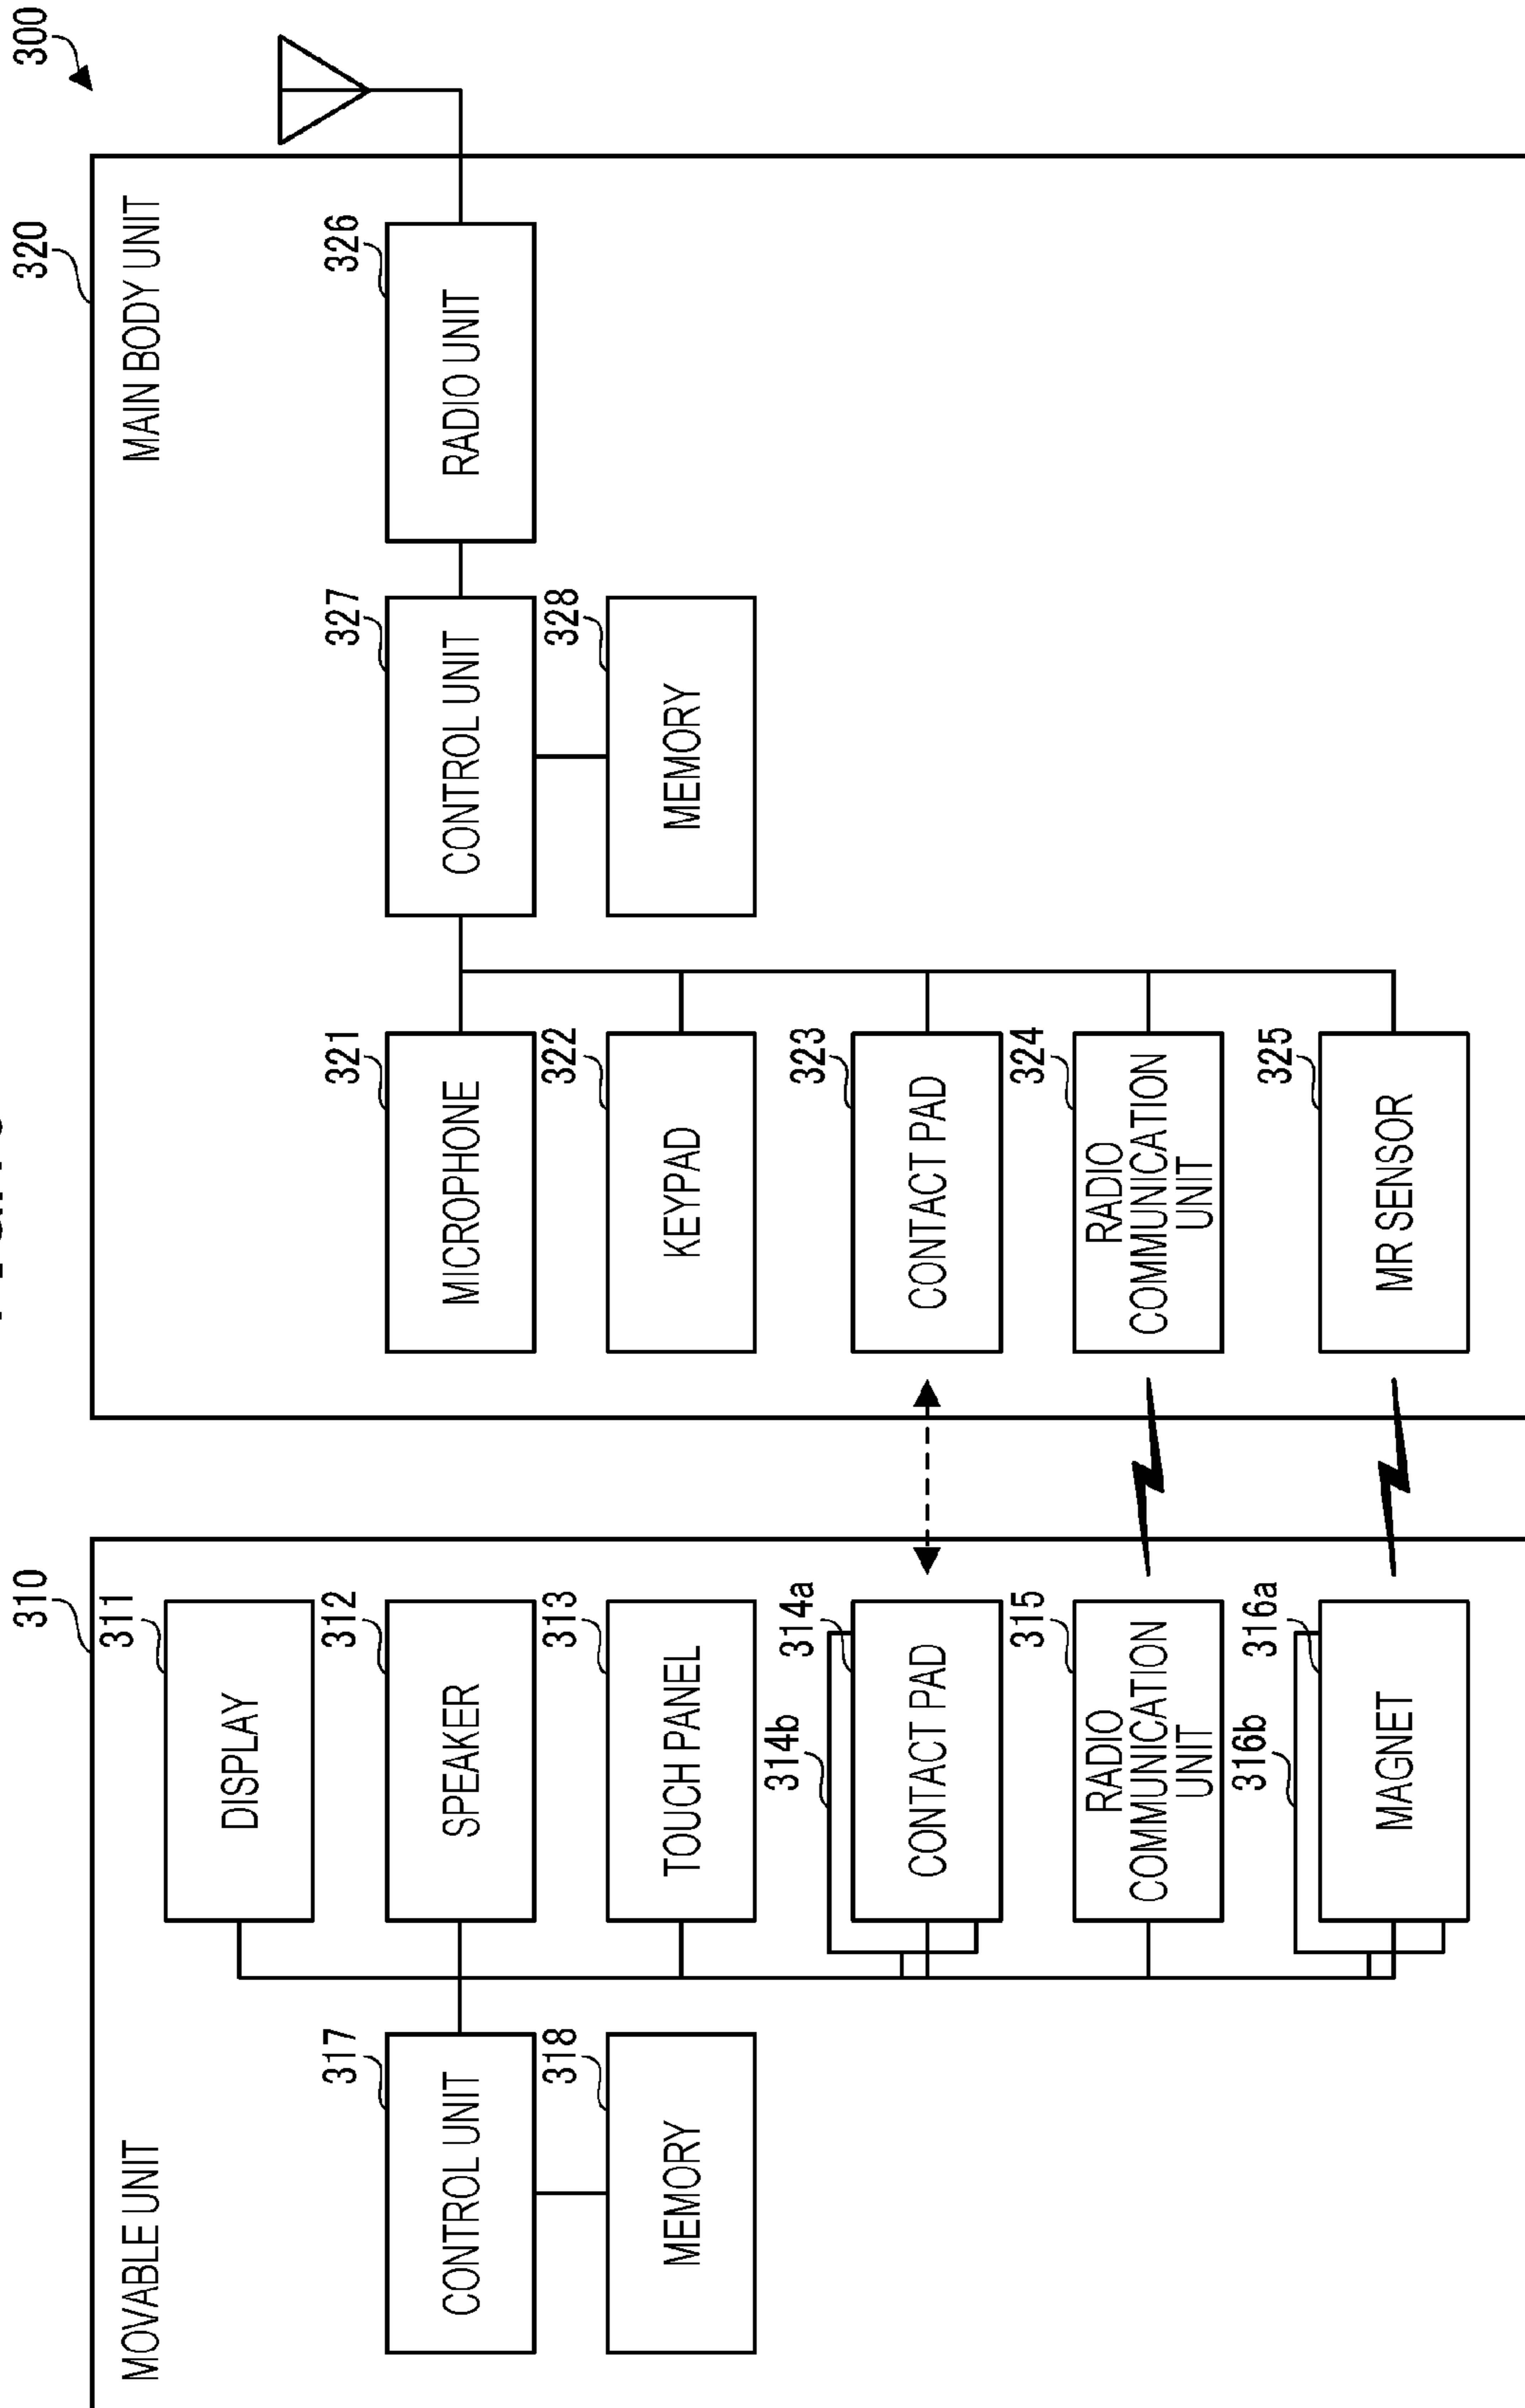 300
310
MOVABLE UNIT
311
DISPLAY
317
CONTROL UNIT
312
SPEAKER
318
MEMORY
313
TOUCH PANEL
314b
314a
CONTACT PAD
315
RADIO
COMMUNICATION
UNIT
316b
316a
MAGNET
320
MAIN BODY UNIT
321
MICROPHONE
327
CONTROL UNIT
326
RADIO UNIT
322
KEYPAD
328
MEMORY
323
CONTACT PAD
324
RADIO
COMMUNICATION
UNIT
325
MR SENSOR